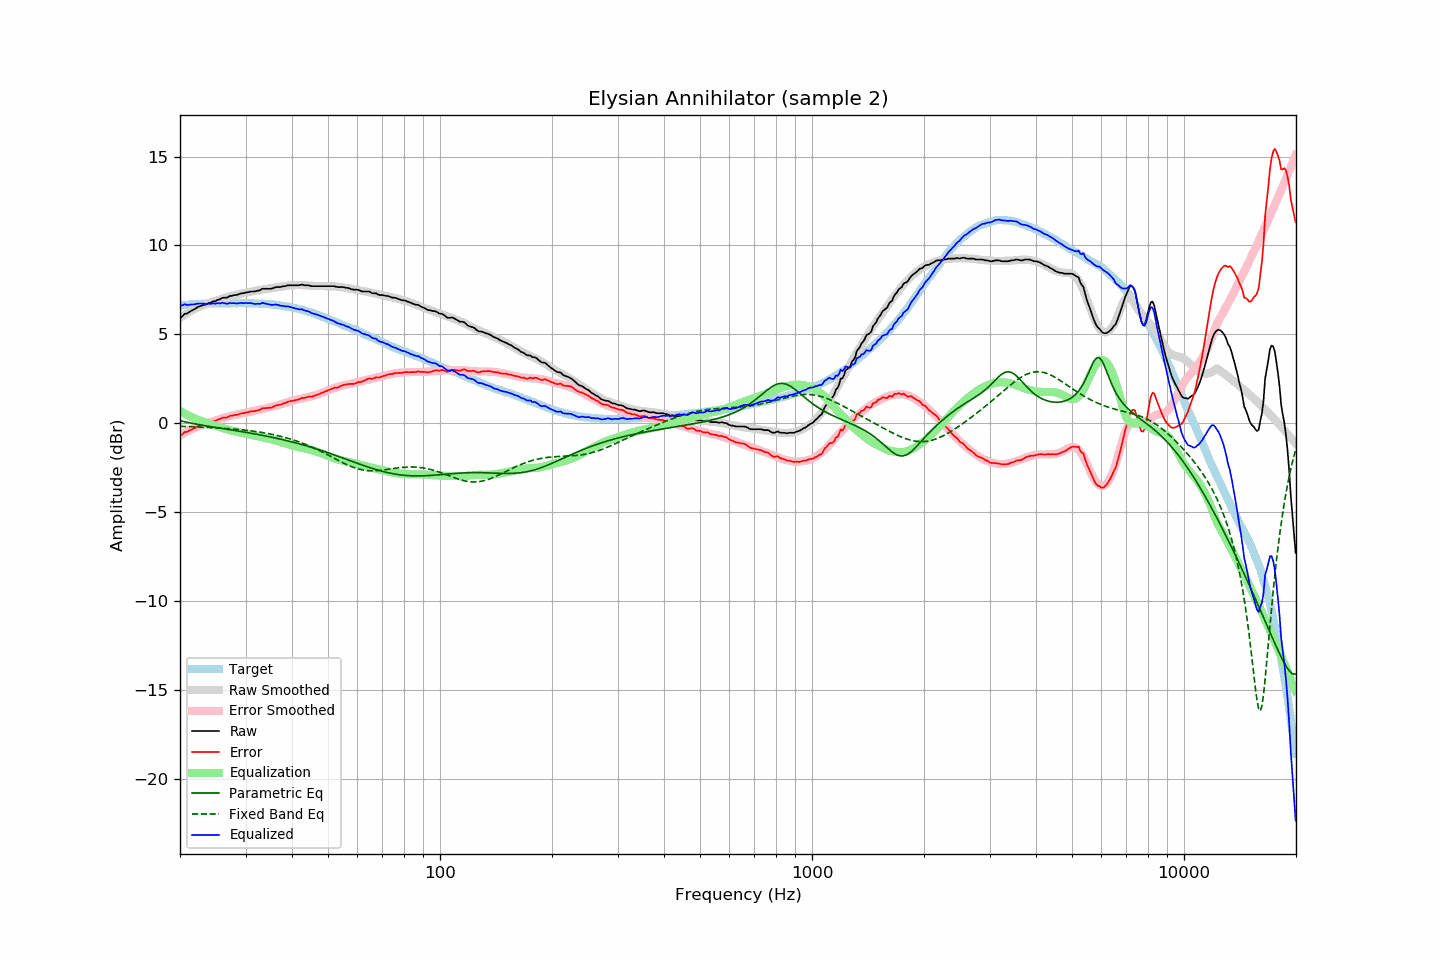 Elysian Annihilator (sample 2)
15
10
5
0
−5
−10
−15
−20
Amplitude (dBr)
Target
Raw Smoothed
Error Smoothed
Raw
Error
Equalization
Parametric Eq
Fixed Band Eq
Equalized
100
1000
10000
Frequency (Hz)